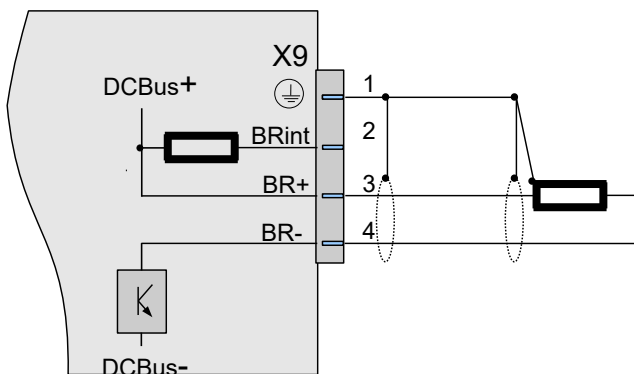 X9
DCBus+
1
BRint
2
BR+
3
BR-
4
DCBus-